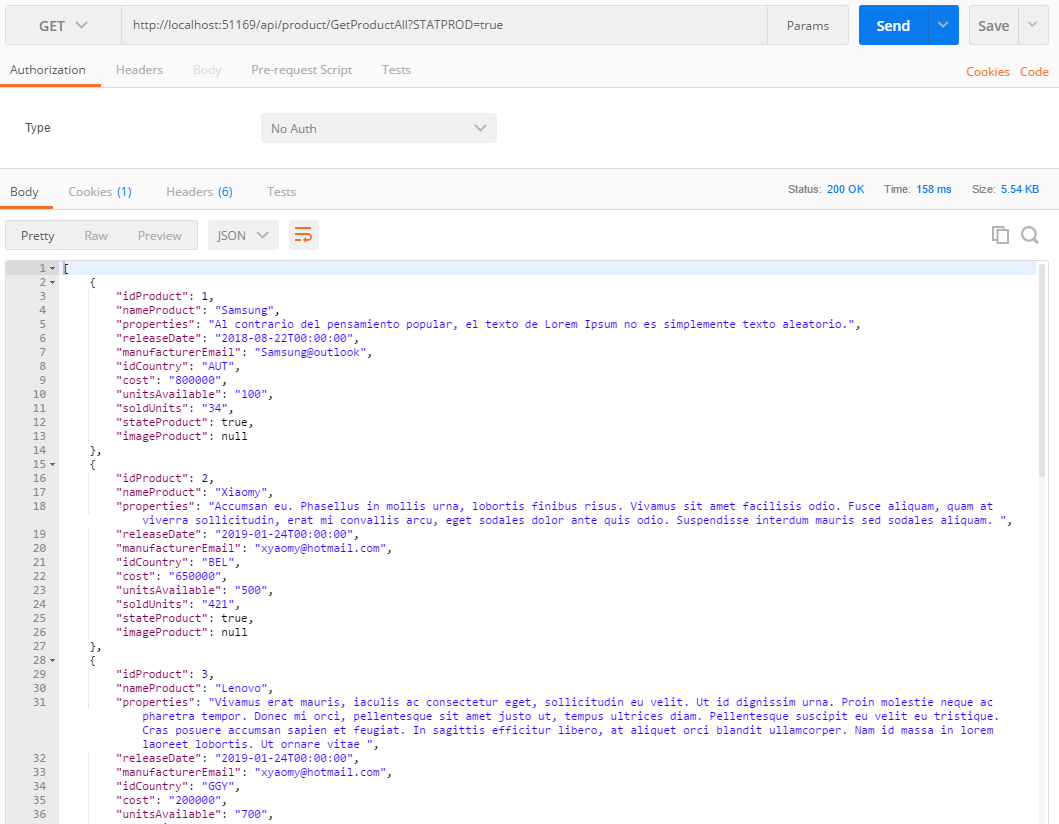 GET http://localhost:51169/api/product/GetProductAll?STATPROD=true Params Send Save
Authorization Headers Body Pre-request Script Tests Cookies Code
Type No Auth
Body Cookies (1) Headers (6) Tests Status: 200 OK Time: 158 ms Size: 5.54 KB
Pretty Raw Preview JSON
1 [
2 {
3 "idProduct": 1,
4 "nameProduct": "Samsung",
5 "properties": "Al contrario del pensamiento popular, el texto de Lorem Ipsum no es simplemente texto aleatorio.",
6 "releaseDate": "2018-08-22T00:00:00",
7 "manufacturerEmail": "Samsung@outlook",
8 "idCountry": "AUT",
9 "cost": "800000",
10 "unitsAvailable": "100",
11 "soldUnits": "34",
12 "stateProduct": true,
13 "imageProduct": null
14 },
15 {
16 "idProduct": 2,
17 "nameProduct": "Xiaomy",
18 "properties": "Accumsan eu. Phasellus in mollis urna, lobortis finibus risus. Vivamus sit amet facilisis odio. Fusce aliquam, quam at
viverra sollicitudin, erat mi convallis arcu, eget sodales dolor ante quis odio. Suspendisse interdum mauris sed sodales aliquam. ",
19 "releaseDate": "2019-01-24T00:00:00",
20 "manufacturerEmail": "xyaomy@hotmail.com",
21 "idCountry": "BEL",
22 "cost": "650000",
23 "unitsAvailable": "500",
24 "soldUnits": "421",
25 "stateProduct": true,
26 "imageProduct": null
27 },
28 {
29 "idProduct": 3,
30 "nameProduct": "Lenovo",
31 "properties": "Vivamus erat mauris, iaculis ac consectetur eget, sollicitudin eu velit. Ut id dignissim urna. Proin molestie neque ac
pharetra tempor. Donec mi orci, pellentesque sit amet justo ut, tempus ultrices diam. Pellentesque suscipit eu velit eu tristique.
Cras posuere accumsan sapien et feugiat. In sagittis efficitur libero, at aliquet orci blandit ullamcorper. Nam id massa in lorem
laoreet lobortis. Ut ornare vitae ",
32 "releaseDate": "2019-01-24T00:00:00",
33 "manufacturerEmail": "xyaomy@hotmail.com",
34 "idCountry": "GGY",
35 "cost": "200000",
36 "unitsAvailable": "700",